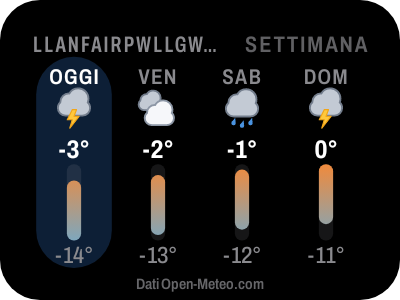 LLANFAIRPWLLGW... SETTIMANA
OGGI VEN SAB DOM
-3° -2° -1° 0°
-14° -13° -12° -11°
Dati Open-Meteo.com